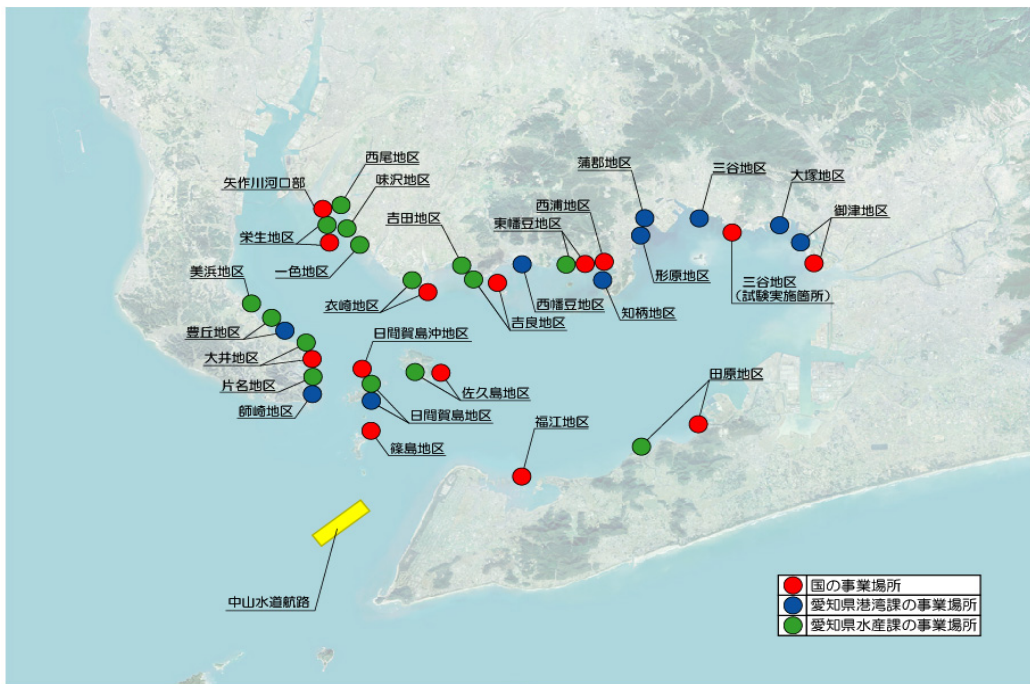 西尾地区
矢作川河口部
味沢地区
栄生地区
一色地区
吉田地区
東幡豆地区
西浦地区
蒲郡地区
三谷地区
大塚地区
御津地区
形原地区
三谷地区
(試験実施箇所)
知柄地区
西幡豆地区
吉良地区
衣崎地区
美浜地区
豊丘地区
大井地区
片名地区
師崎地区
日間賀島沖地区
佐久島地区
日間賀島地区
篠島地区
福江地区
田原地区
中山水道航路
国の事業場所
愛知県港湾課の事業場所
愛知県水産課の事業場所